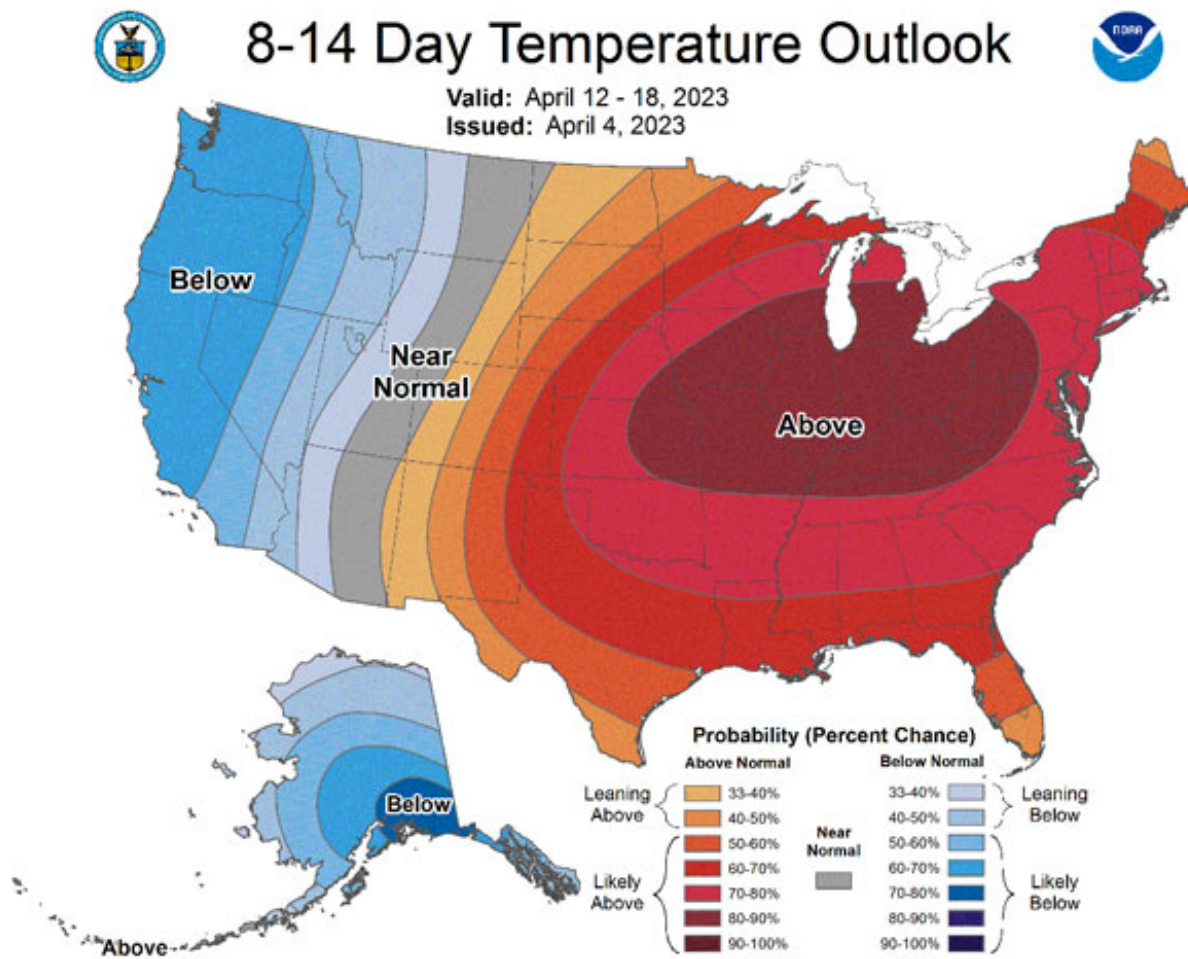 8-14 Day Temperature Outlook
NOAA
Valid: April 12 - 18, 2023
Issued: April 4, 2023
Below
Near
Normal
Above
Below
Above
Probability (Percent Chance)
Above Normal
Below Normal
Leaning
Above
33-40%
40-50%
Likely
Above
50-60%
60-70%
70-80%
80-90%
90-100%
Near
Normal
33-40%
40-50%
Leaning
Below
50-60%
60-70%
70-80%
80-90%
90-100%
Likely
Below